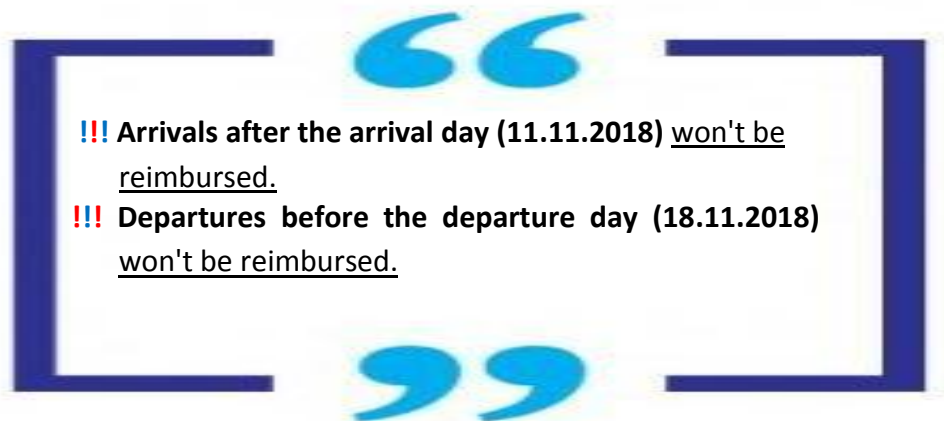 !!! Arrivals after the arrival day (11.11.2018) won't be
reimbursed.
!!! Departures before the departure day (18.11.2018)
won't be reimbursed.